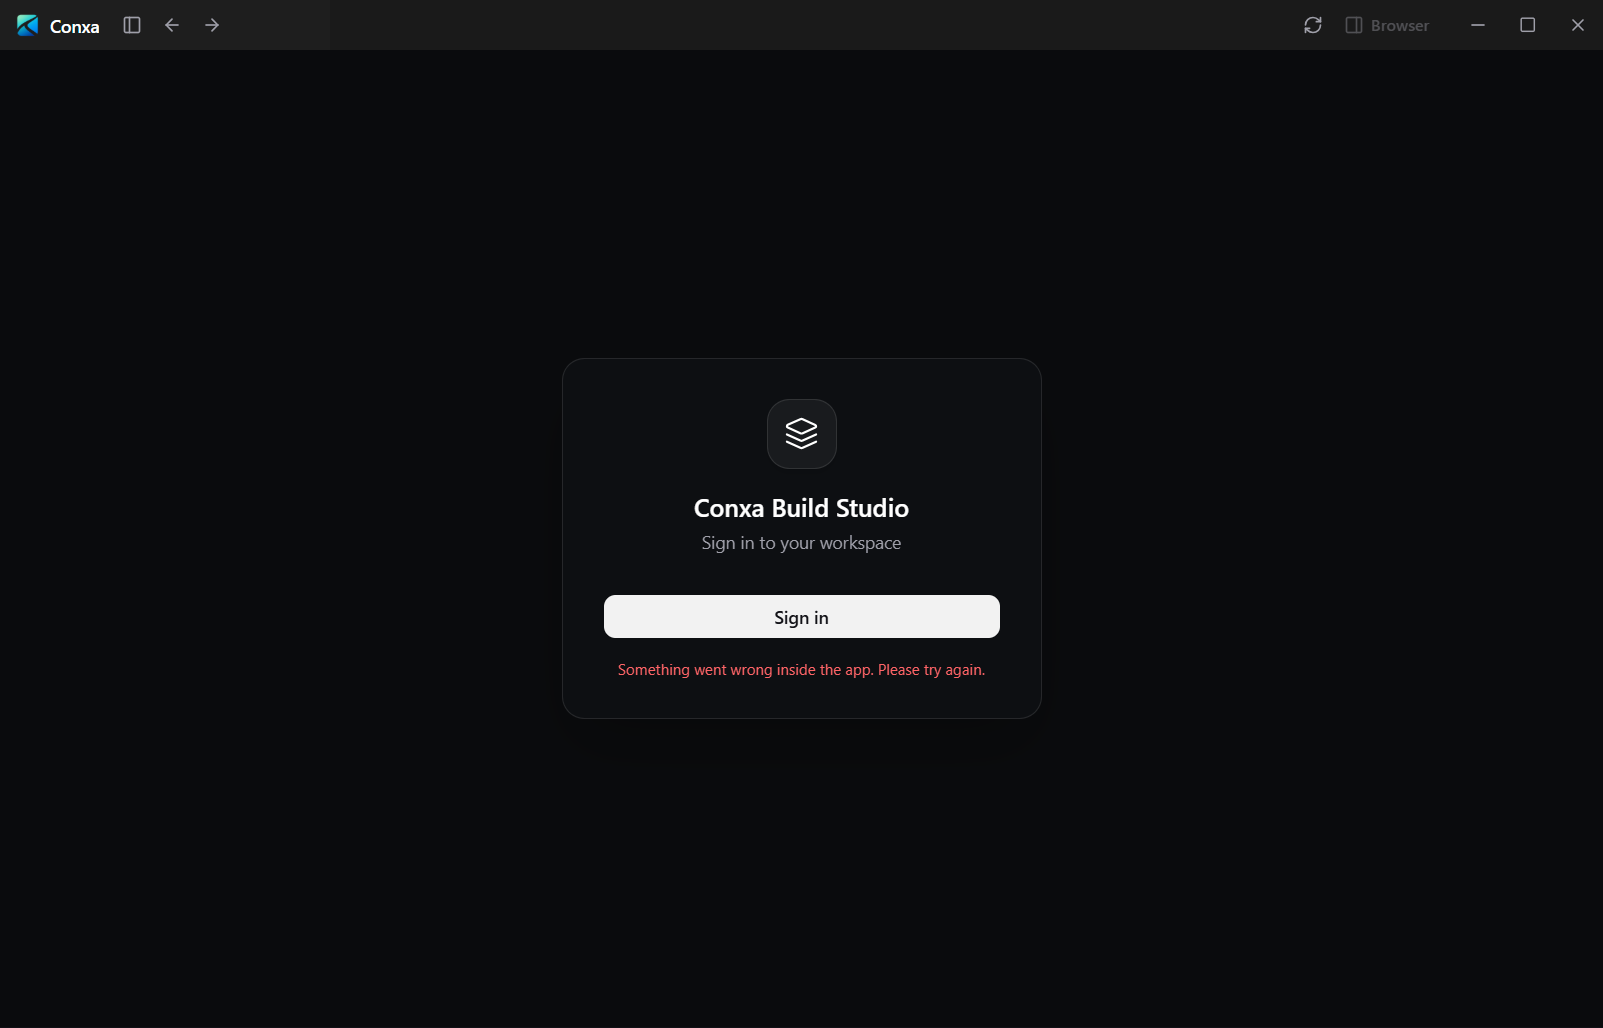 Conxa
Browser
Conxa Build Studio
Sign in to your workspace
Sign in
Something went wrong inside the app. Please try again.